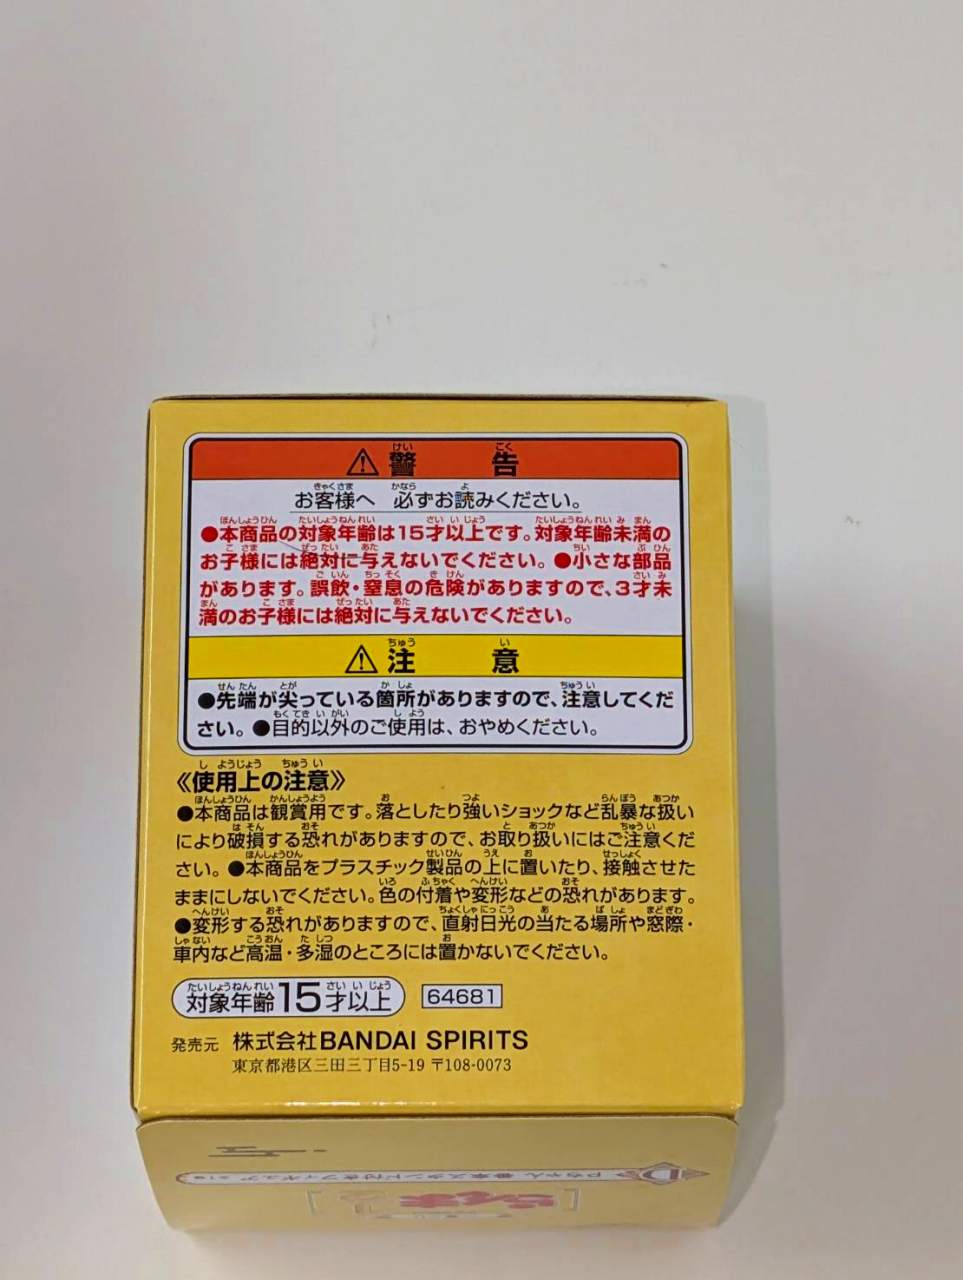 ⚠警告
お客様へ 必ずお読みください。
●本商品の対象年齢は15才以上です。対象年齢未満の
お子様には絶対に与えないでください。●小さな部品
があります。誤飲・窒息の危険がありますので、3才未
満のお子様には絶対に与えないでください。
⚠注意
●先端が尖っている箇所がありますので、注意してくだ
さい。●目的以外のご使用は、おやめください。
《使用上の注意》
●本商品は観賞用です。落としたり強いショックなど乱暴な扱い
により破損する恐れがありますので、お取り扱いにはご注意くだ
さい。●本商品をプラスチック製品の上に置いたり、接触させた
ままにしないでください。色の付着や変形などの恐れがあります。
●変形する恐れがありますので、直射日光の当たる場所や窓際・
車内など高温・多湿のところには置かないでください。
対象年齢15才以上 64681
発売元 株式会社BANDAI SPIRITS
東京都港区三田三丁目5-19 〒108-0073